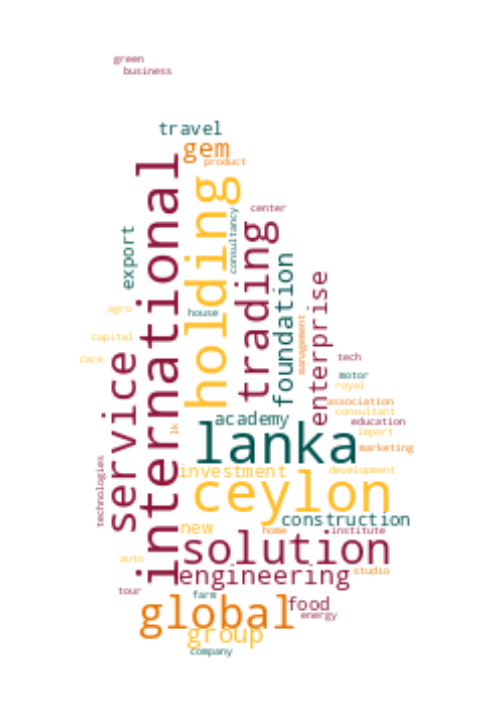 green
business
travel
gem
product
international
holding
center
consultancy
trading
export
foundation
enterprise
agro
house
management
capital
care
tech
service
motor
royal
association
consultant
academy
education
lk
lanka
import
marketing
technologies
investment
development
ceylon
construction
new
home
institute
solution
auto
engineering
studio
tour
farm
global
food
energy
group
company